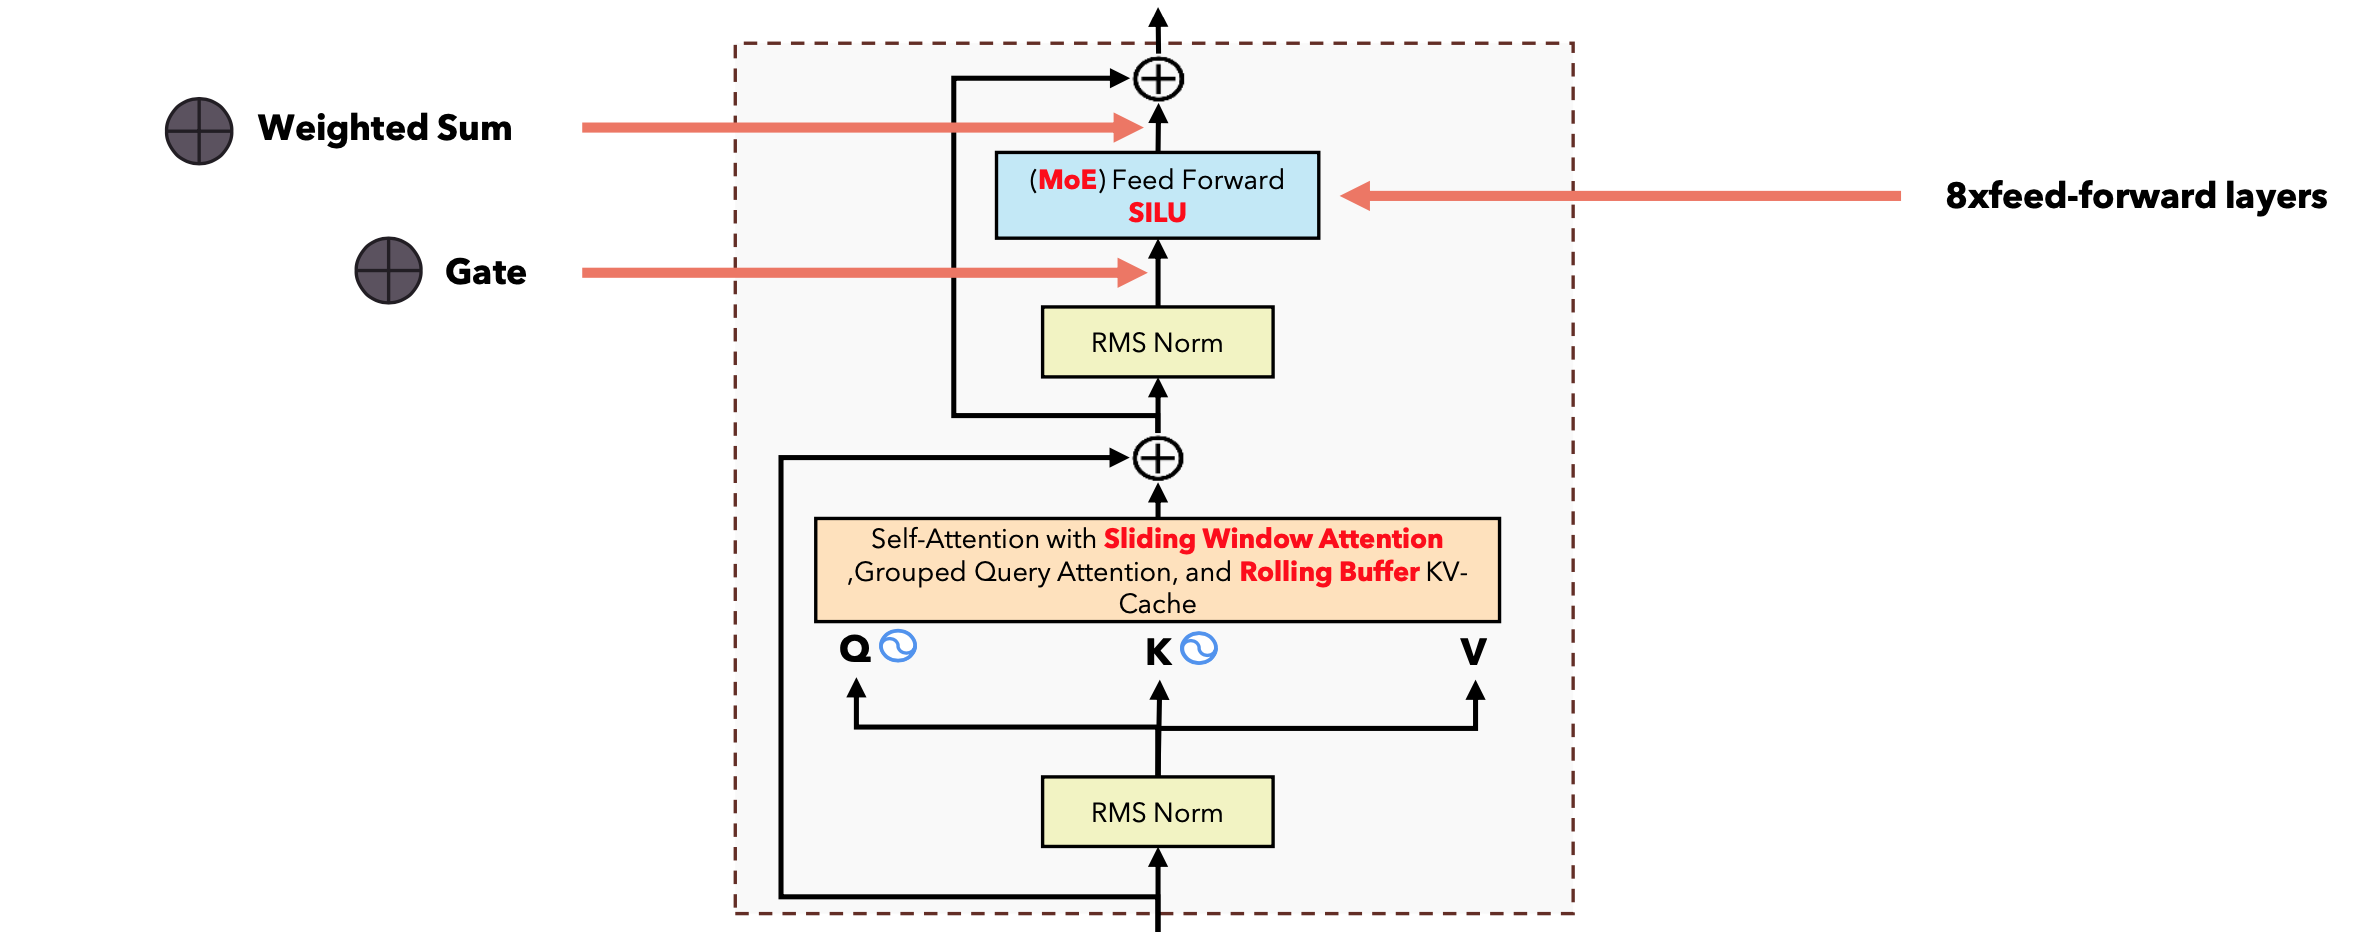 Weighted Sum
(MoE) Feed Forward
SILU
8xfeed-forward layers
Gate
RMS Norm
Self-Attention with Sliding Window Attention
,Grouped Query Attention, and Rolling Buffer KV-
Cache
Q
K
V
RMS Norm